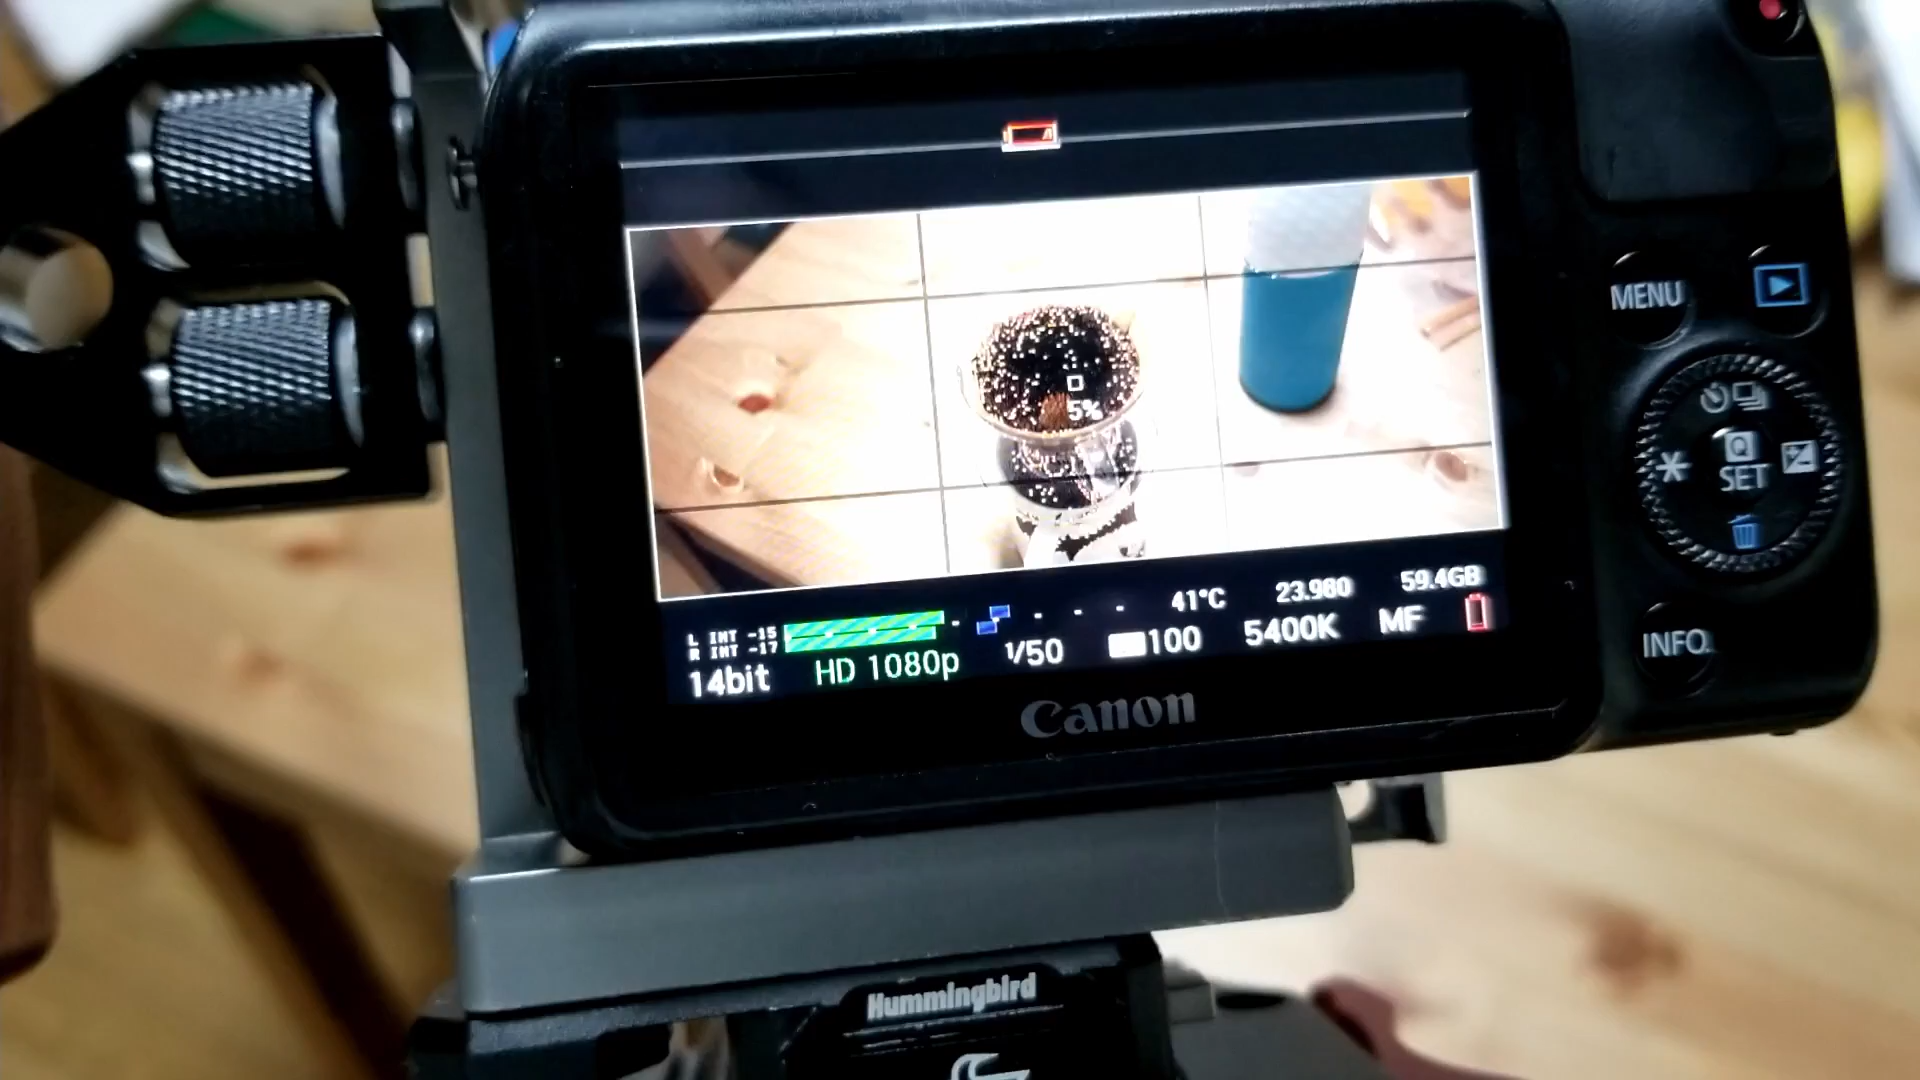 5%
41°C 23.980 59.4GB
L INT -15
R INT -17
14bit HD 1080p 1/50 100 5400K MF
Canon
MENU
Q
SET
INFO.
Hummingbird